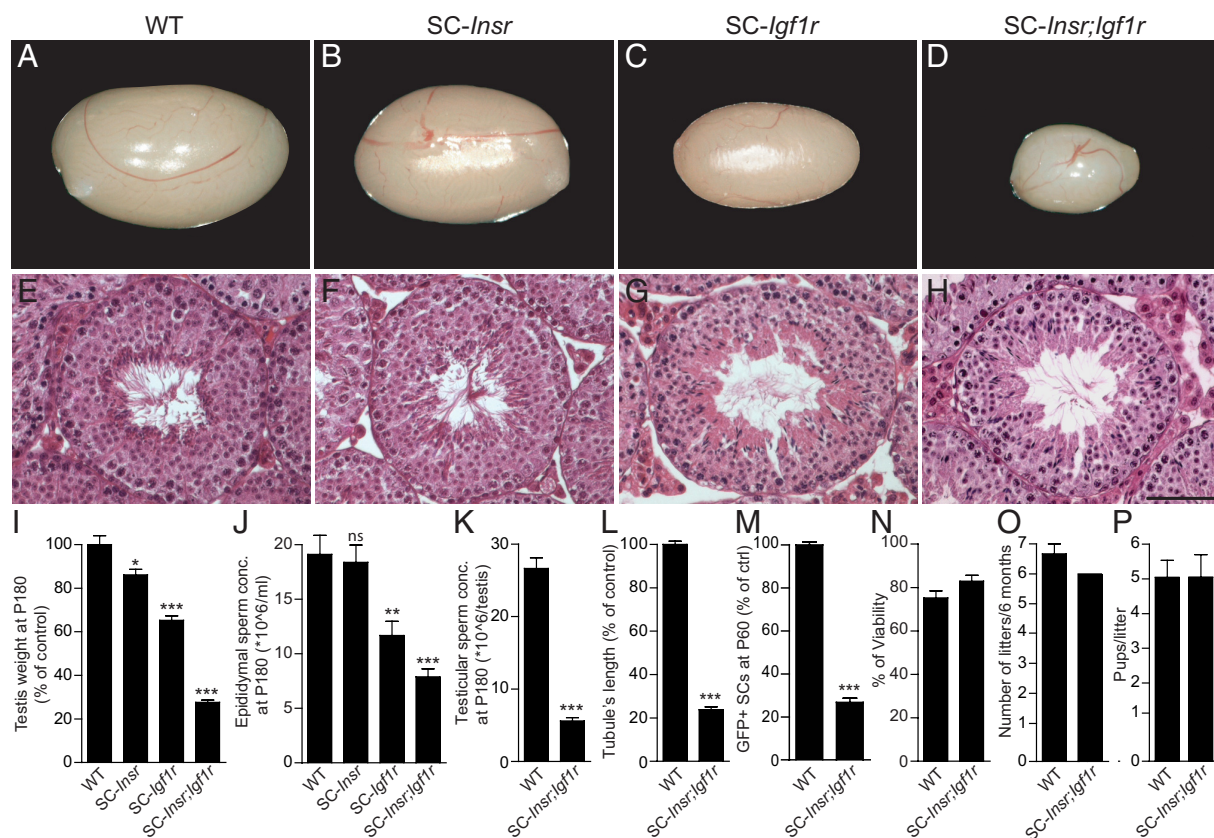 WT SC-Insr SC-Igf1r SC-Insr;Igf1r
A B C D
E F G H
I J K L M N O P
Testis weight at P180
(% of control)
100
80
60
40
20
0
*
***
***
WT
SC-Insr
SC-Igf1r
SC-Insr;Igf1r
Epididymal sperm conc.
at P180 (*10^6/ml)
20
15
10
5
0
ns
**
***
WT
SC-Insr
SC-Igf1r
SC-Insr;Igf1r
Testicular sperm conc.
at P180 (*10^6/testis)
30
20
10
0
***
WT
SC-Insr;Igf1r
Tubule's length (% of control)
100
80
60
40
20
0
***
WT
SC-Insr;Igf1r
GFP+ SCs at P60 (% of ctrl)
100
80
60
40
20
0
***
WT
SC-Insr;Igf1r
% of Viability
100
80
60
40
20
0
WT
SC-Insr;Igf1r
Number of litters/6 months
7
6
5
4
3
2
1
0
WT
SC-Insr;Igf1r
Pups/litter
6
5
4
3
2
1
0
WT
SC-Insr;Igf1r